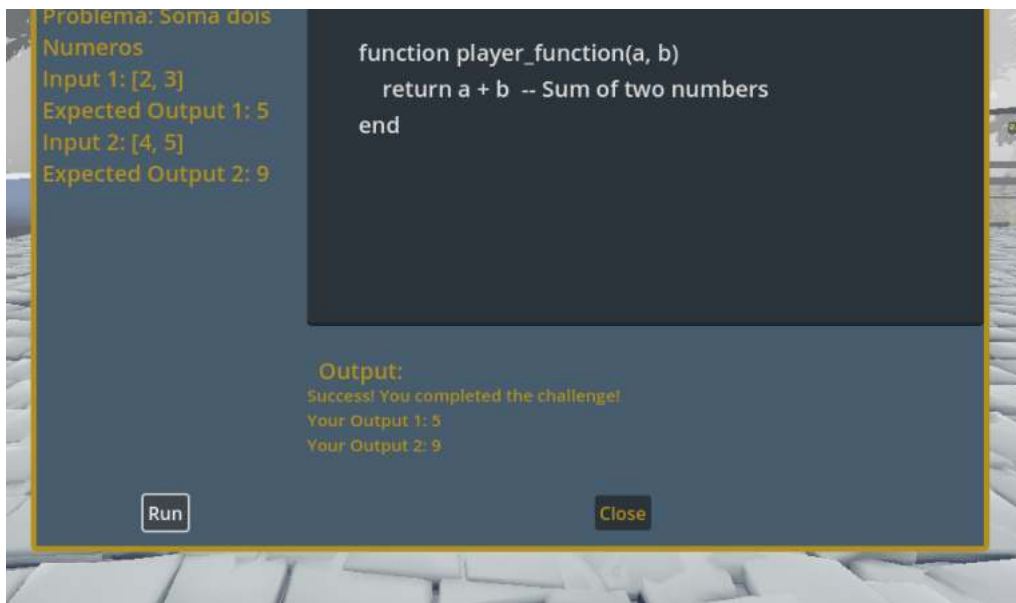 Problema: Soma dois
Numeros
Input 1: [2, 3]
Expected Output 1: 5
Input 2: [4, 5]
Expected Output 2: 9
function player_function(a, b)
return a + b -- Sum of two numbers
end
Output:
Success! You completed the challenge!
Your Output 1: 5
Your Output 2: 9
Run
Close